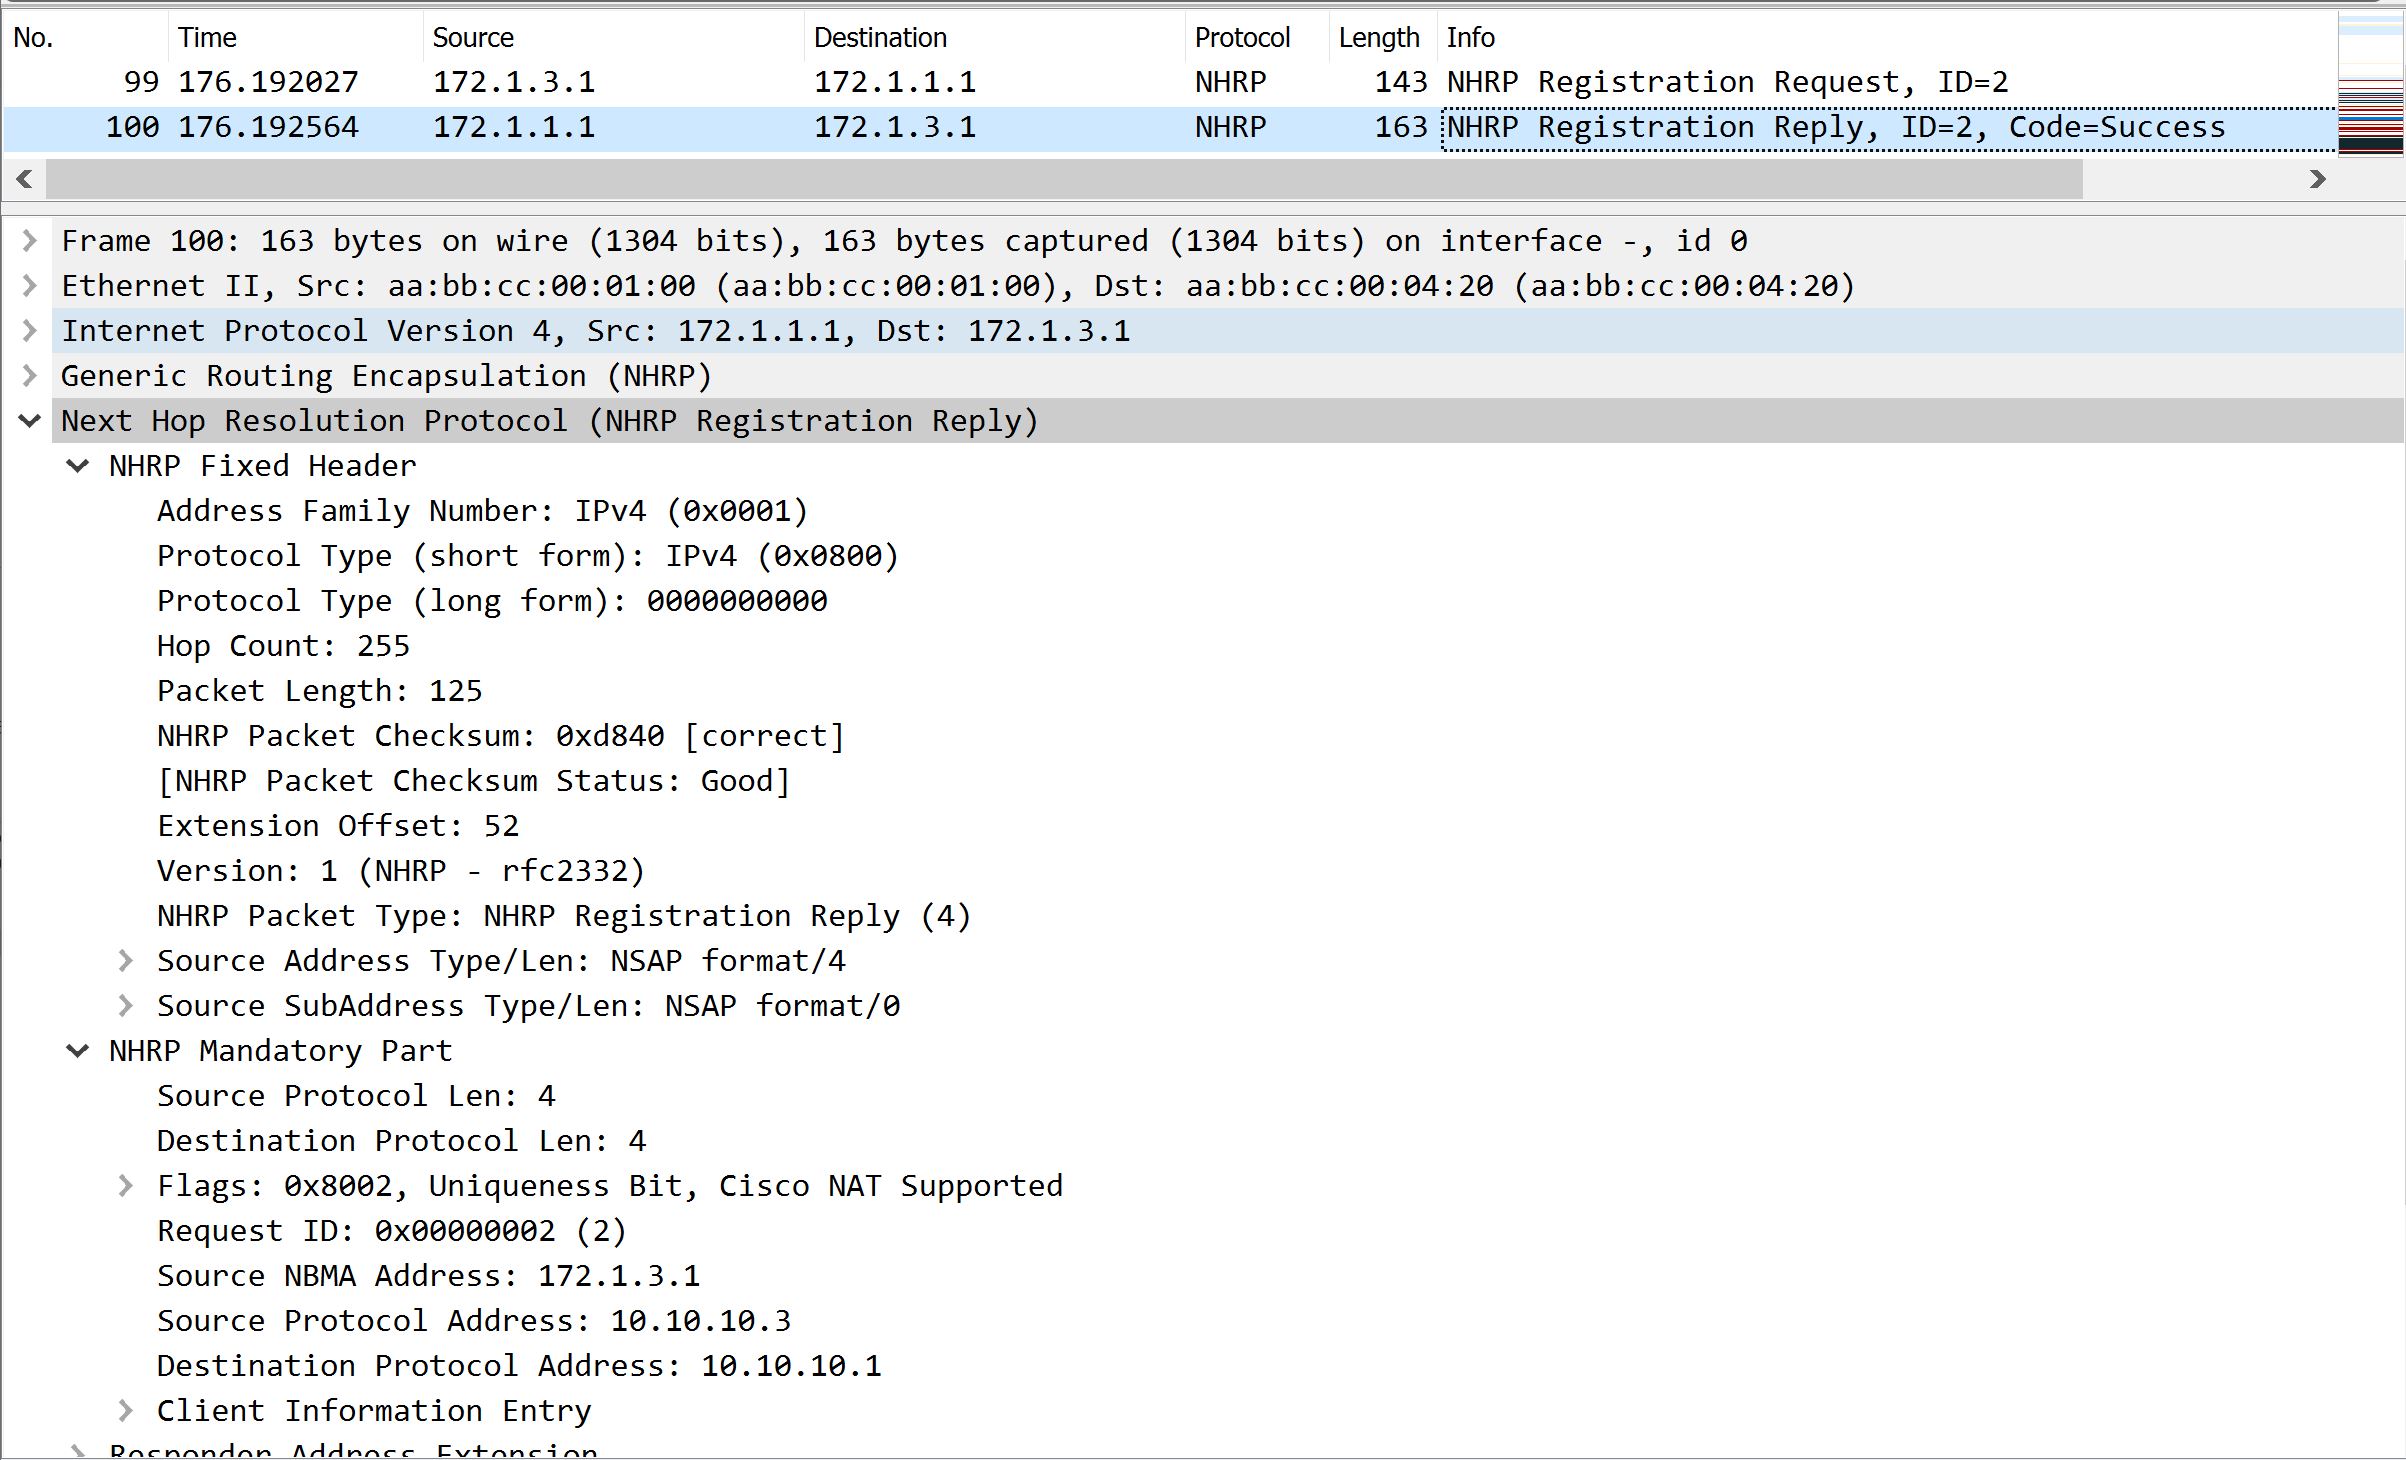 No. Time Source Destination Protocol Length Info
99 176.192027 172.1.3.1 172.1.1.1 NHRP 143 NHRP Registration Request, ID=2
100 176.192564 172.1.1.1 172.1.3.1 NHRP 163 NHRP Registration Reply, ID=2, Code=Success
Frame 100: 163 bytes on wire (1304 bits), 163 bytes captured (1304 bits) on interface -, id 0
Ethernet II, Src: aa:bb:cc:00:01:00 (aa:bb:cc:00:01:00), Dst: aa:bb:cc:00:04:20 (aa:bb:cc:00:04:20)
Internet Protocol Version 4, Src: 172.1.1.1, Dst: 172.1.3.1
Generic Routing Encapsulation (NHRP)
Next Hop Resolution Protocol (NHRP Registration Reply)
NHRP Fixed Header
Address Family Number: IPv4 (0x0001)
Protocol Type (short form): IPv4 (0x0800)
Protocol Type (long form): 0000000000
Hop Count: 255
Packet Length: 125
NHRP Packet Checksum: 0xd840 [correct]
[NHRP Packet Checksum Status: Good]
Extension Offset: 52
Version: 1 (NHRP - rfc2332)
NHRP Packet Type: NHRP Registration Reply (4)
Source Address Type/Len: NSAP format/4
Source SubAddress Type/Len: NSAP format/0
NHRP Mandatory Part
Source Protocol Len: 4
Destination Protocol Len: 4
Flags: 0x8002, Uniqueness Bit, Cisco NAT Supported
Request ID: 0x00000002 (2)
Source NBMA Address: 172.1.3.1
Source Protocol Address: 10.10.10.3
Destination Protocol Address: 10.10.10.1
Client Information Entry
Responder Address Extension